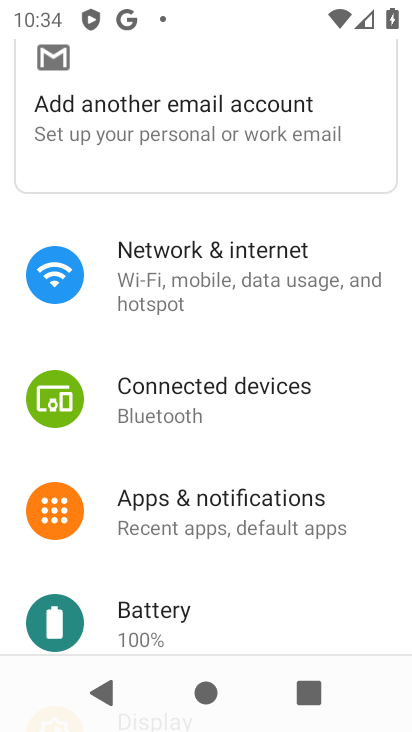 10:34
Add another email account
Set up your personal or work email
Network & internet
Wi-Fi, mobile, data usage, and
hotspot
Connected devices
Bluetooth
Apps & notifications
Recent apps, default apps
Battery
100%
Display